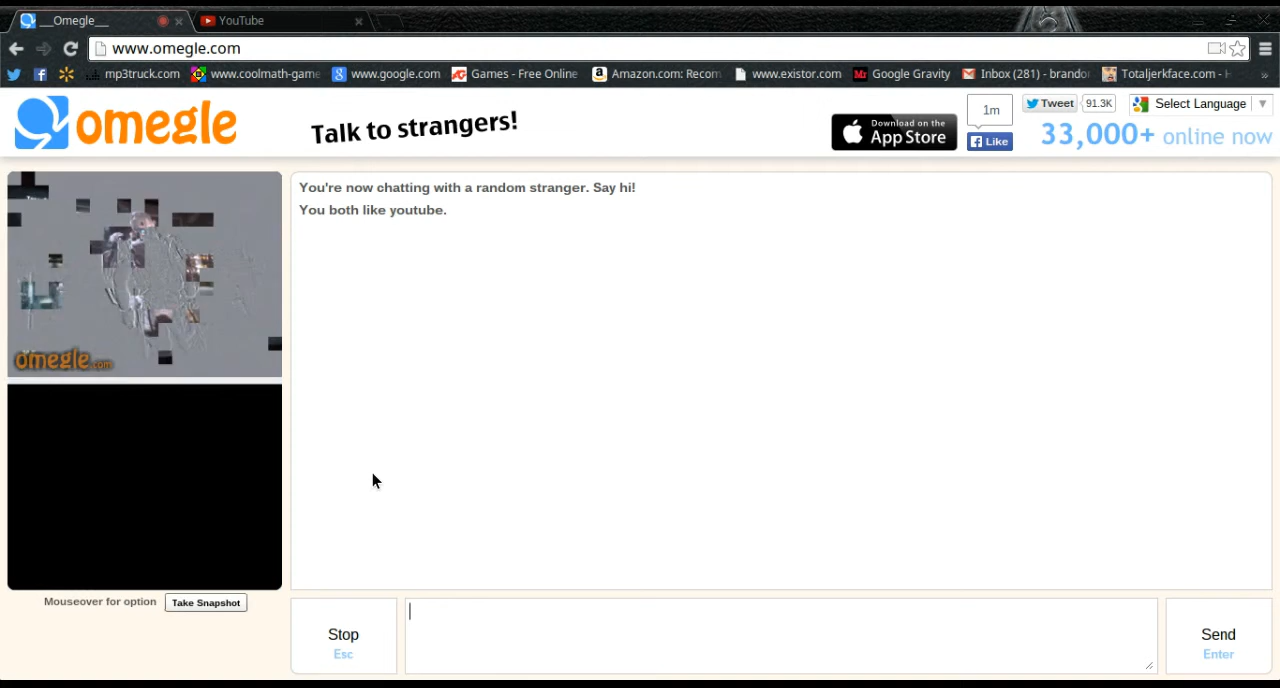 __Omegle__
YouTube
www.omegle.com
mp3truck.com www.coolmath-game www.google.com Games - Free Online Amazon.com: Recom www.existor.com Mr Google Gravity Inbox (281) - brando Totaljerkface.com - H »
omegle Talk to strangers! Download on the App Store 1m Like Tweet 91.3K Select Language
33,000+ online now
You're now chatting with a random stranger. Say hi!
You both like youtube.
omegle.com
Mouseover for option Take Snapshot
Stop
Esc
Send
Enter